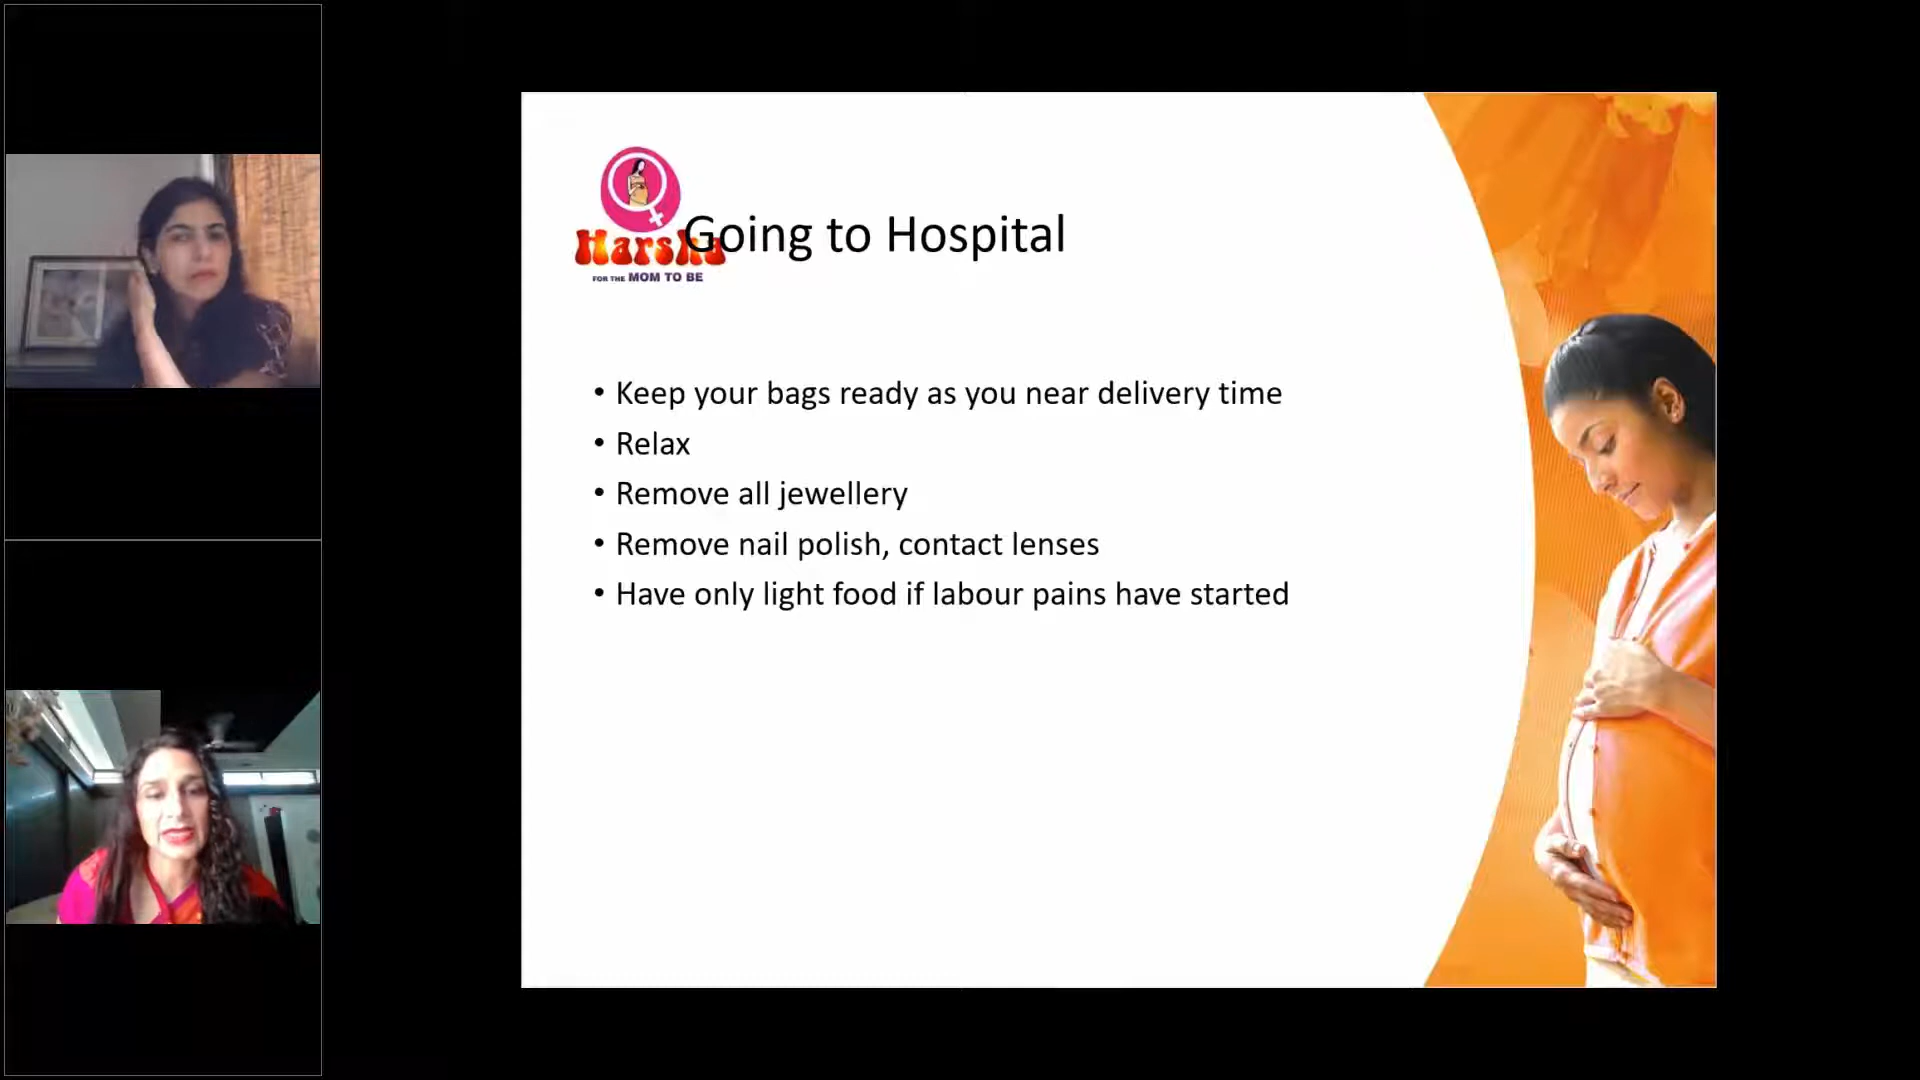 Harsha
FOR THE MOM TO BE
Going to Hospital
• Keep your bags ready as you near delivery time
• Relax
• Remove all jewellery
• Remove nail polish, contact lenses
• Have only light food if labour pains have started